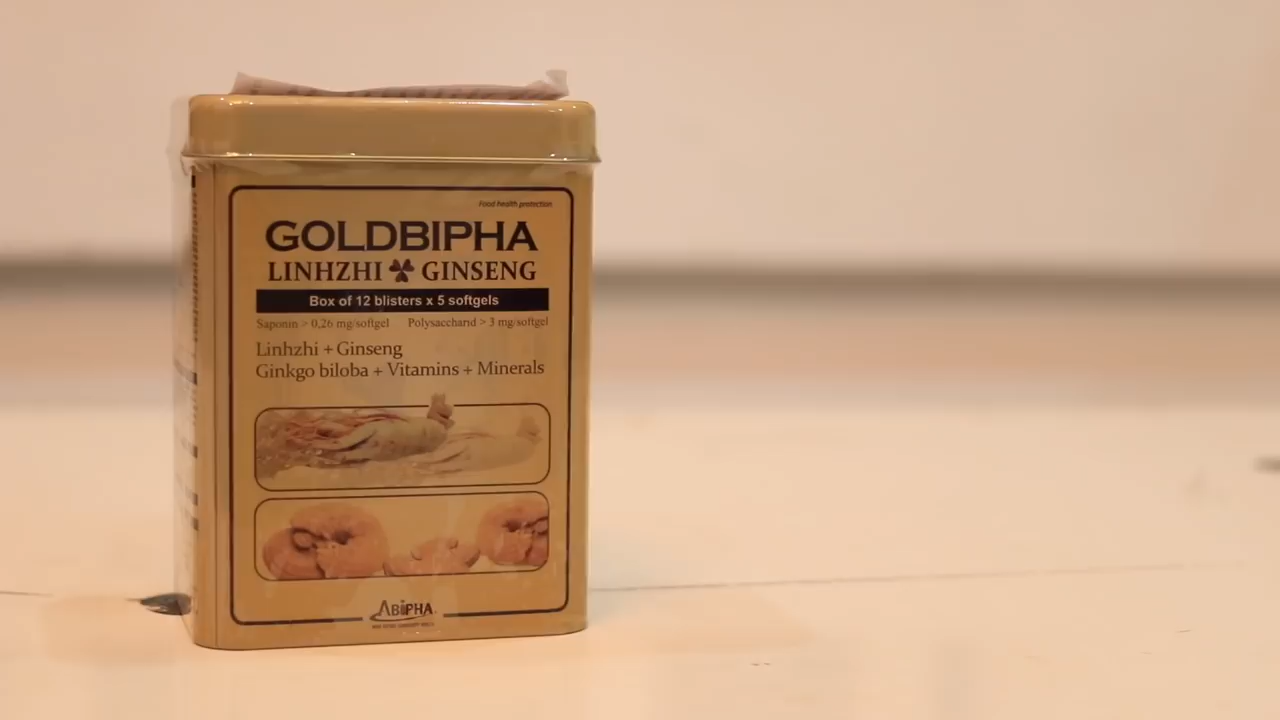 Food health protection
GOLDBIPHA
LINHZHI GINSENG
Box of 12 blisters x 5 softgels
Saponin > 0,26 mg/softgel Polysaccharid > 3 mg/softgel
Linhzhi + Ginseng
Ginkgo biloba + Vitamins + Minerals
ABIPHA